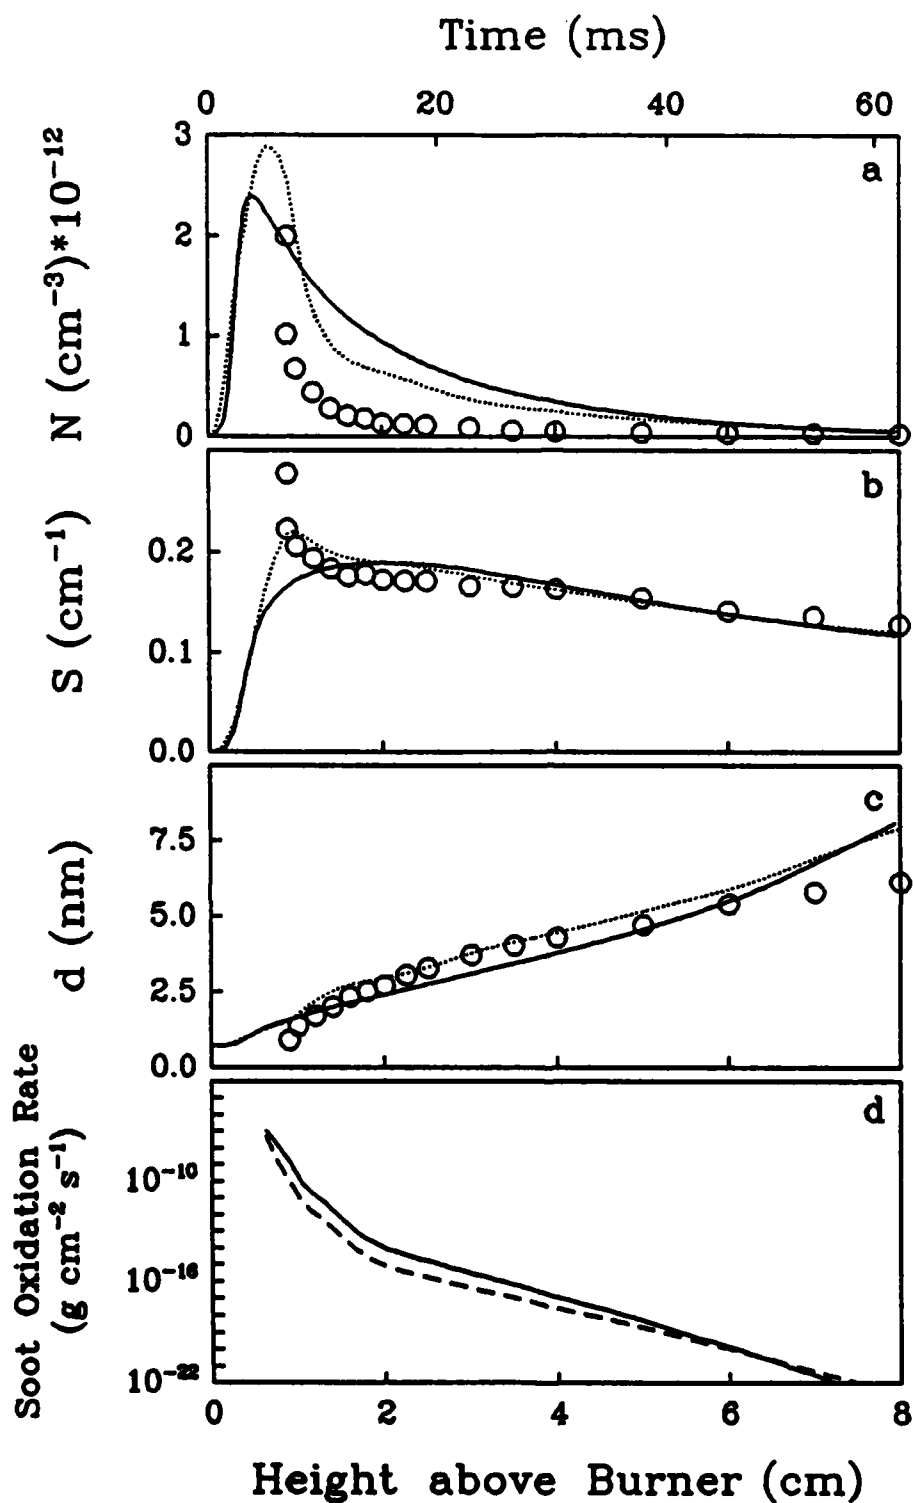 Time (ms)
0 20 40 60
3
2
1
0
N (cm⁻³)*10⁻¹²
a
0.2
0.1
0.0
S (cm⁻¹)
b
7.5
5.0
2.5
0.0
d (nm)
c
10⁻¹⁰
10⁻¹⁶
10⁻²²
Soot Oxidation Rate
(g cm⁻² s⁻¹)
d
0 2 4 6 8
Height above Burner (cm)